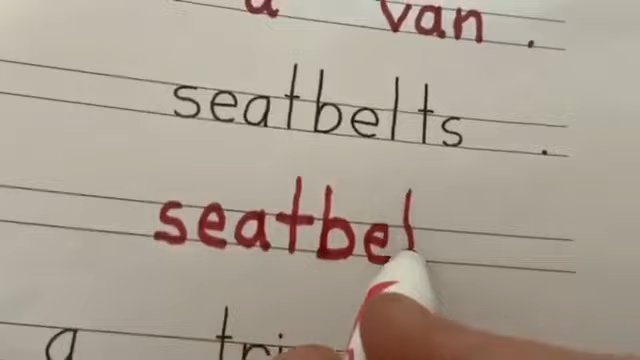 a van .
seatbelts .
seatbel
a